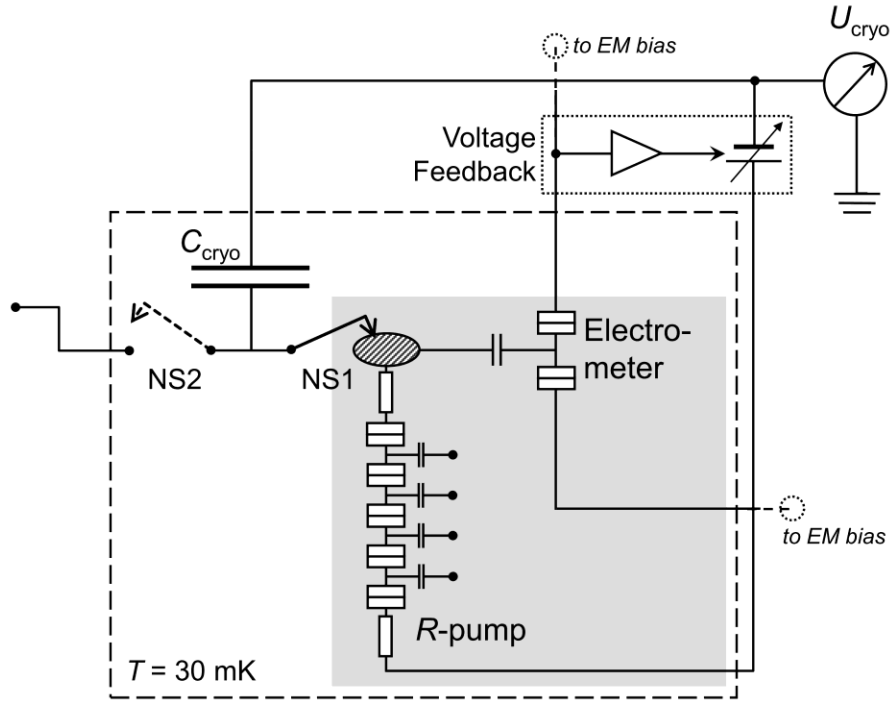 U_cryo
to EM bias
Voltage
Feedback
C_cryo
Electro-
meter
NS2
NS1
to EM bias
R-pump
T = 30 mK